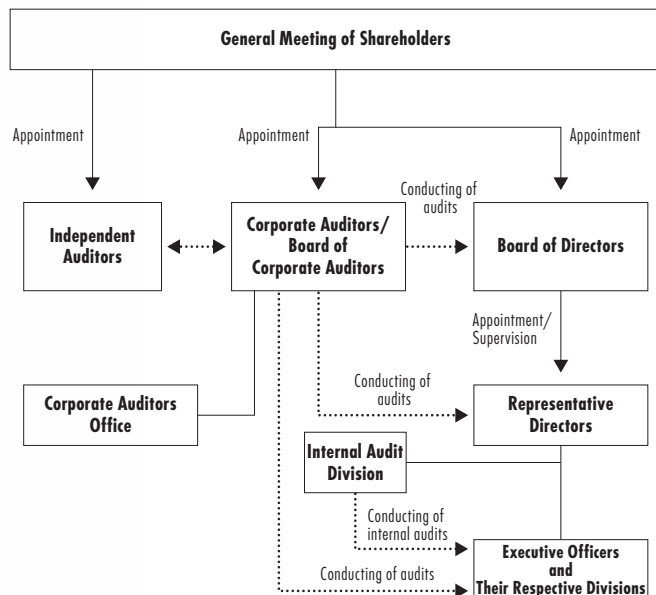 General Meeting of Shareholders
Appointment
Appointment
Appointment
Conducting of
audits
Independent
Auditors
Corporate Auditors/
Board of
Corporate Auditors
Board of Directors
Appointment/
Supervision
Corporate Auditors
Office
Conducting of
audits
Representative
Directors
Internal Audit
Division
Conducting of
internal audits
Executive Officers
and
Their Respective Divisions
Conducting of audits